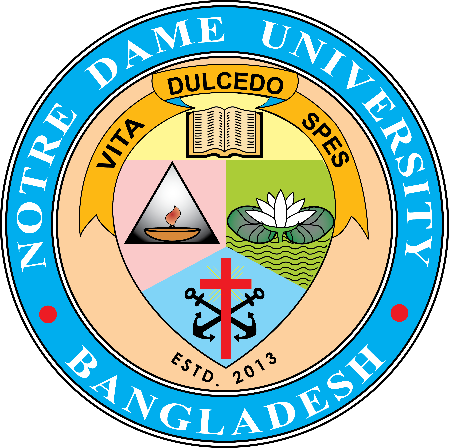 NOTRE DAME UNIVERSITY
BANGLADESH
VITA DULCEDO SPES
ESTD. 2013